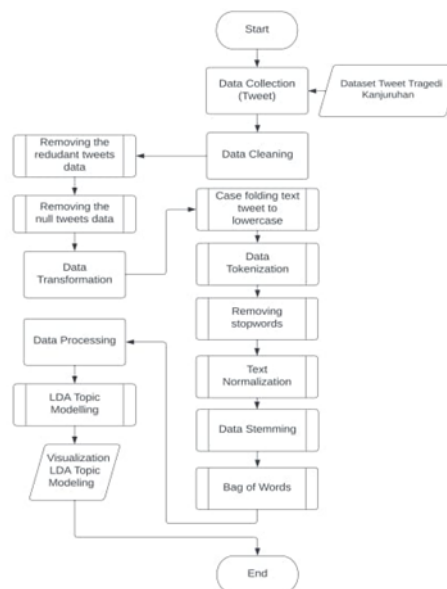 Start
Data Collection
(Tweet)
Dataset Tweet Tragedi
Kanjuruhan
Data Cleaning
Removing the
redudant tweets
data
Removing the
null tweets data
Data
Transformation
Case folding text
tweet to
lowercase
Data
Tokenization
Removing
stopwords
Text
Normalization
Data Stemming
Bag of Words
Data Processing
LDA Topic
Modelling
Visualization
LDA Topic
Modeling
End